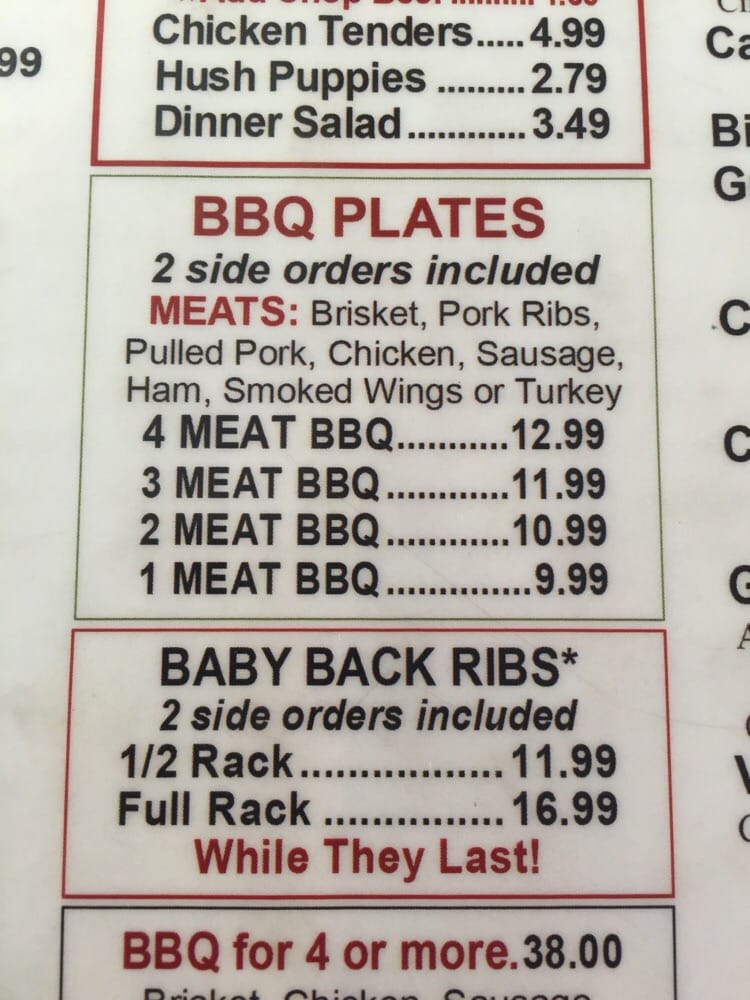 Chicken Tenders..... 4.99
Hush Puppies ......... 2.79
Dinner Salad............ 3.49
BBQ PLATES
2 side orders included
MEATS: Brisket, Pork Ribs,
Pulled Pork, Chicken, Sausage,
Ham, Smoked Wings or Turkey
4 MEAT BBQ...........12.99
3 MEAT BBQ............11.99
2 MEAT BBQ............10.99
1 MEAT BBQ..............9.99
BABY BACK RIBS*
2 side orders included
1/2 Rack.................. 11.99
Full Rack ................ 16.99
While They Last!
BBQ for 4 or more.38.00
Brisket, Chicken, Sausage
99